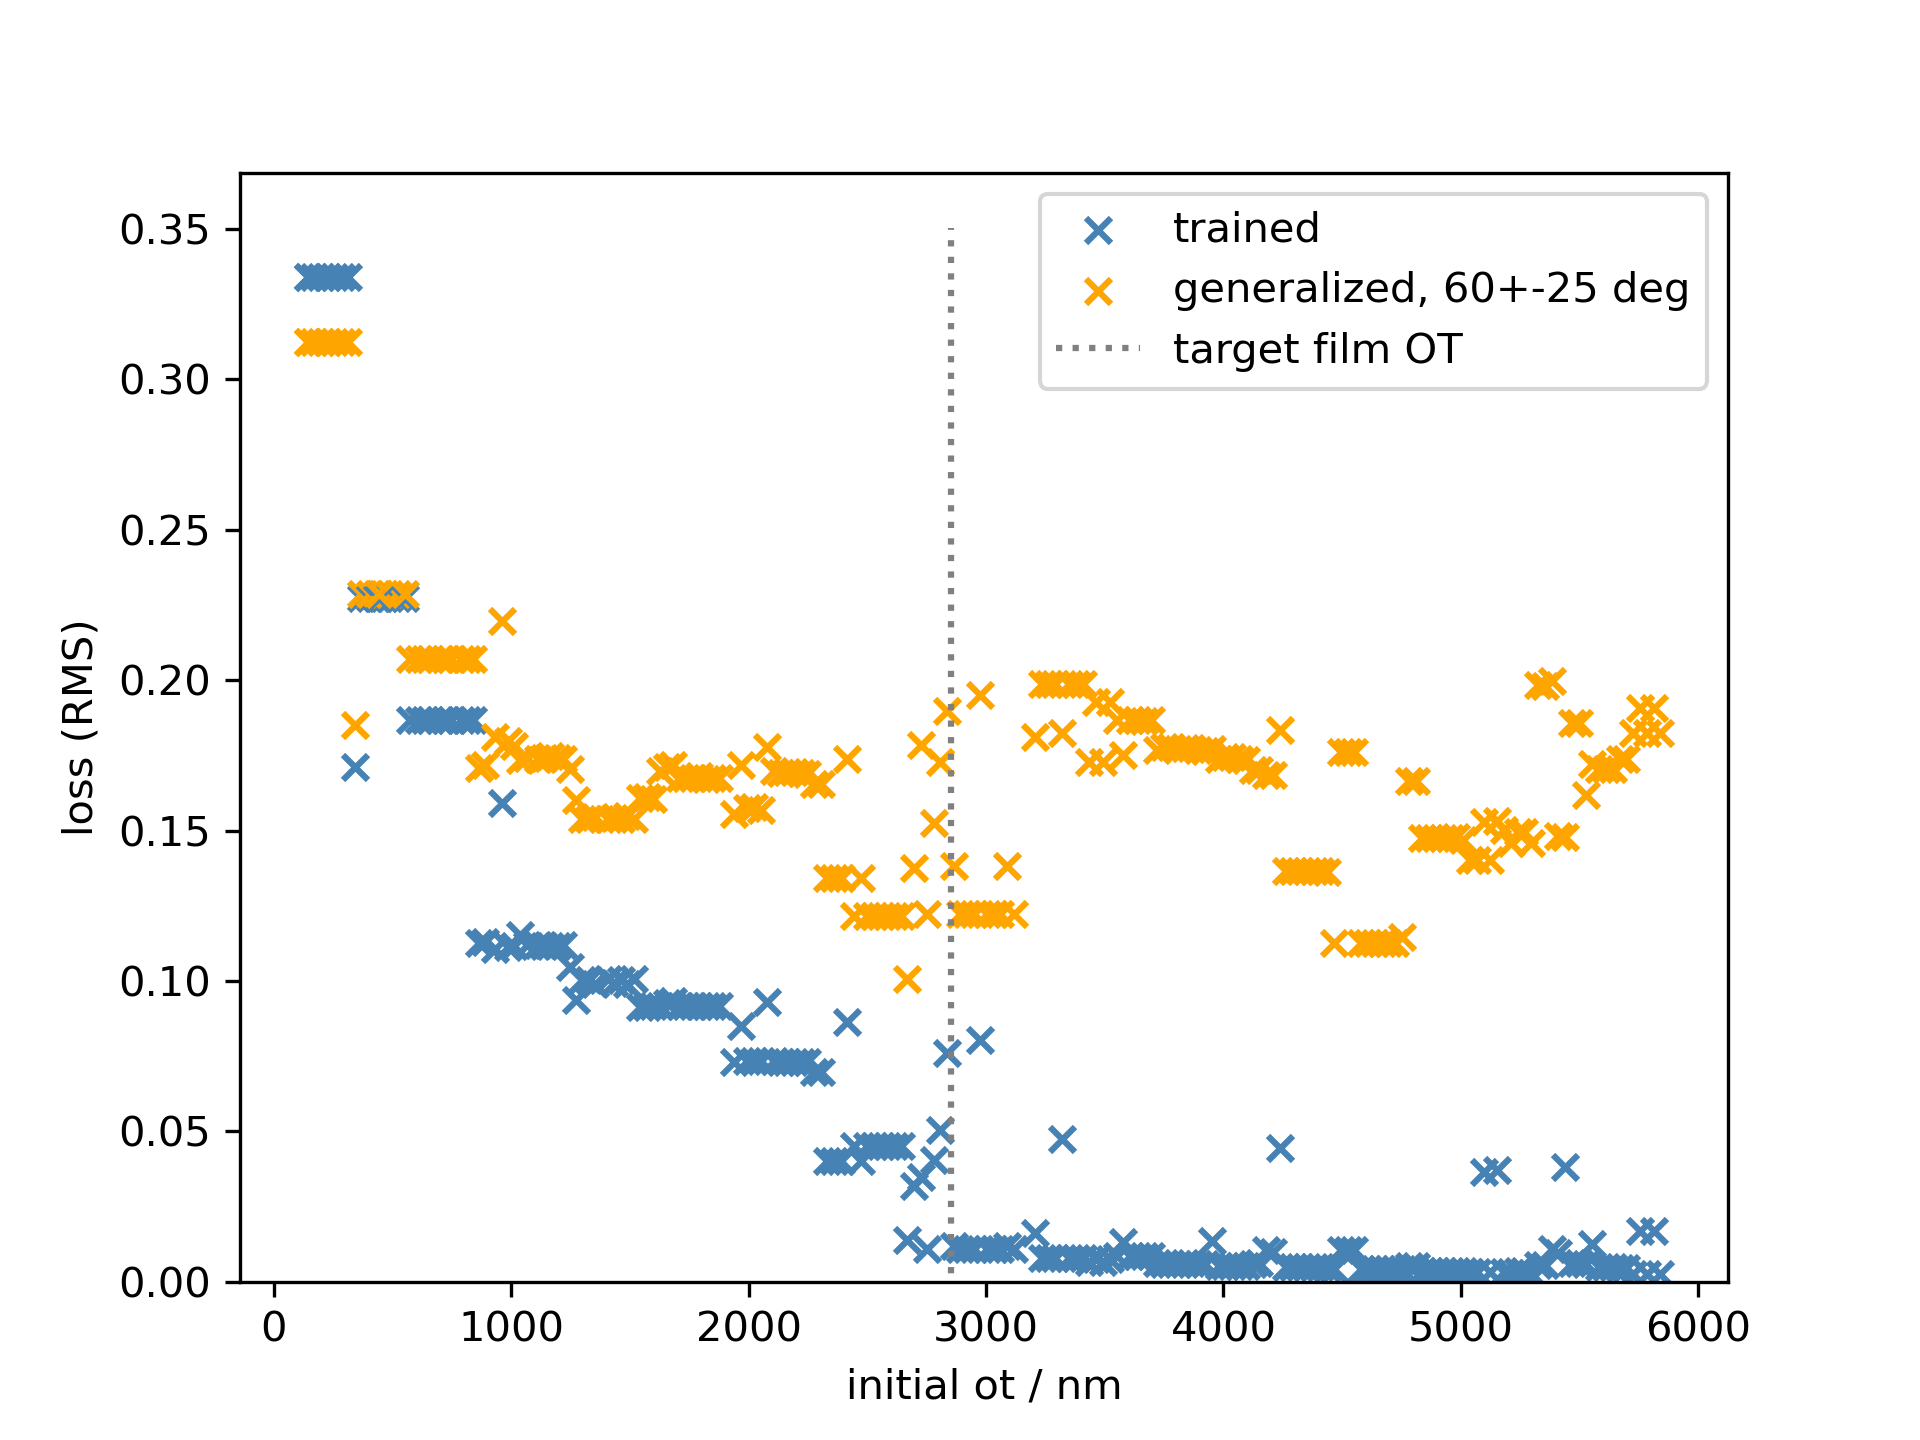 trained
generalized, 60+-25 deg
target film OT
0.35
0.30
0.25
0.20
0.15
0.10
0.05
0.00
loss (RMS)
0 1000 2000 3000 4000 5000 6000
initial ot / nm